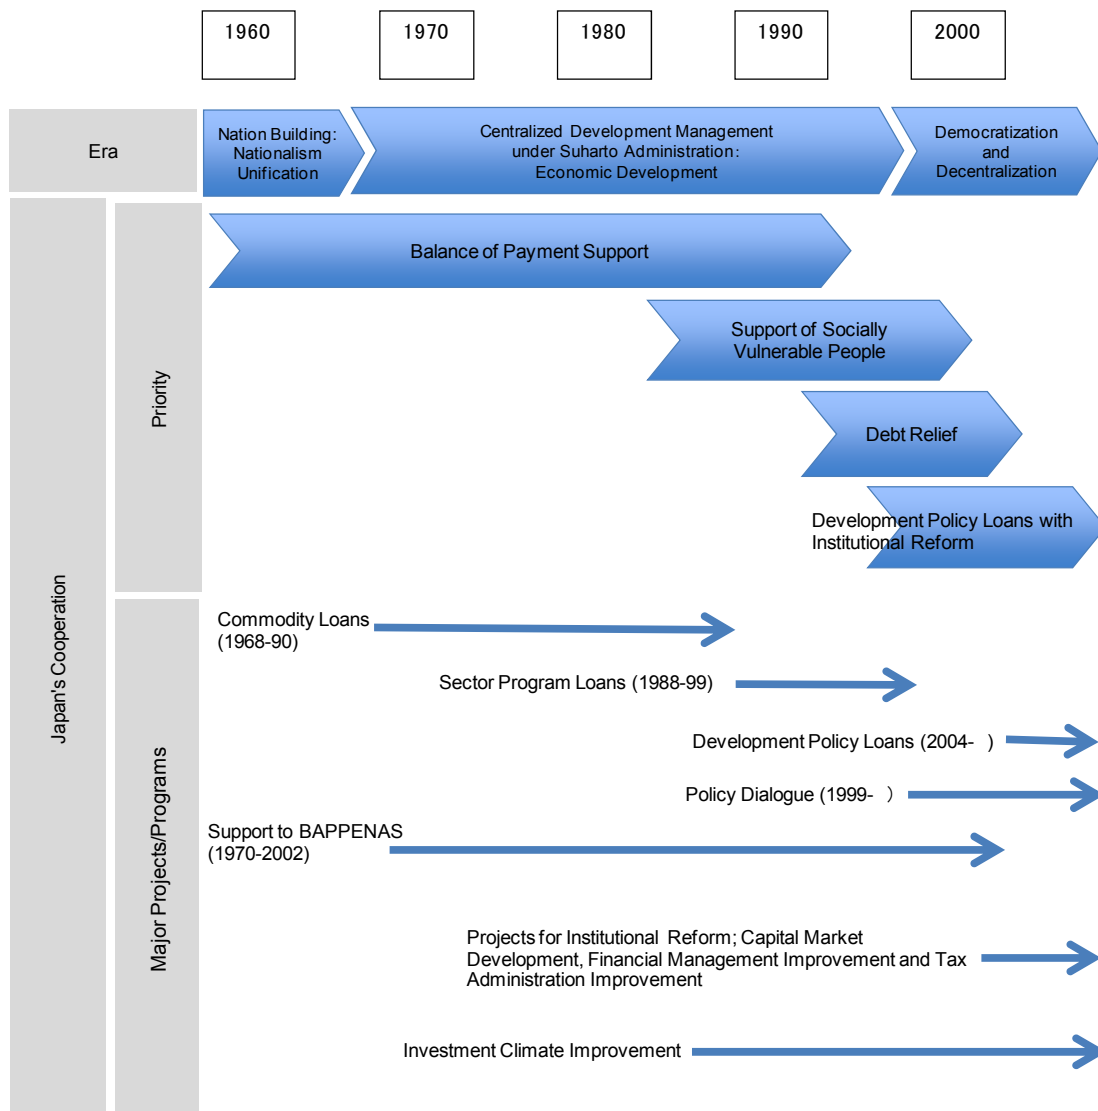 1960
1970
1980
1990
2000
Era
Nation Building:
Nationalism
Unification
Centralized Development Management
under Suharto Administration:
Economic Development
Democratization
and
Decentralization
Japan's Cooperation
Priority
Balance of Payment Support
Support of Socially
Vulnerable People
Debt Relief
Development Policy Loans with
Institutional Reform
Major Projects/Programs
Commodity Loans
(1968-90)
Sector Program Loans (1988-99)
Development Policy Loans (2004- )
Policy Dialogue (1999- )
Support to BAPPENAS
(1970-2002)
Projects for Institutional Reform; Capital Market
Development, Financial Management Improvement and Tax
Administration Improvement
Investment Climate Improvement